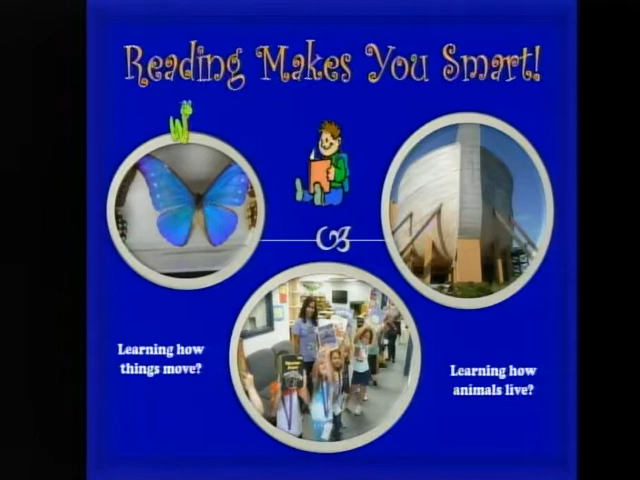 Reading Makes You Smart!
Learning how
things move?
Learning how
animals live?